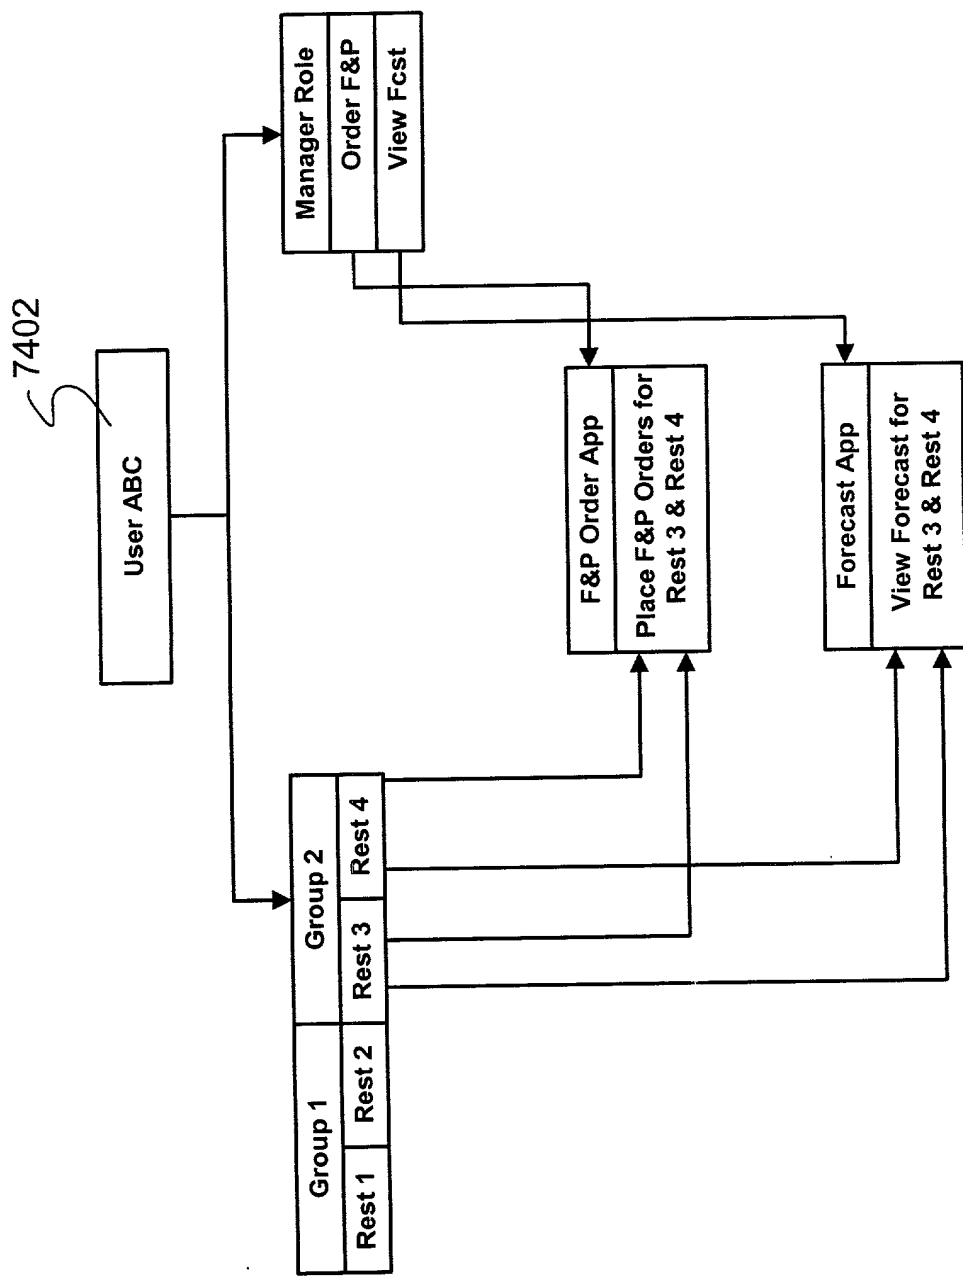 7402
User ABC
Group 1
Group 2
Rest 1
Rest 2
Rest 3
Rest 4
Manager Role
Order F&P
View Fcst
F&P Order App
Place F&P Orders for
Rest 3 & Rest 4
Forecast App
View Forecast for
Rest 3 & Rest 4